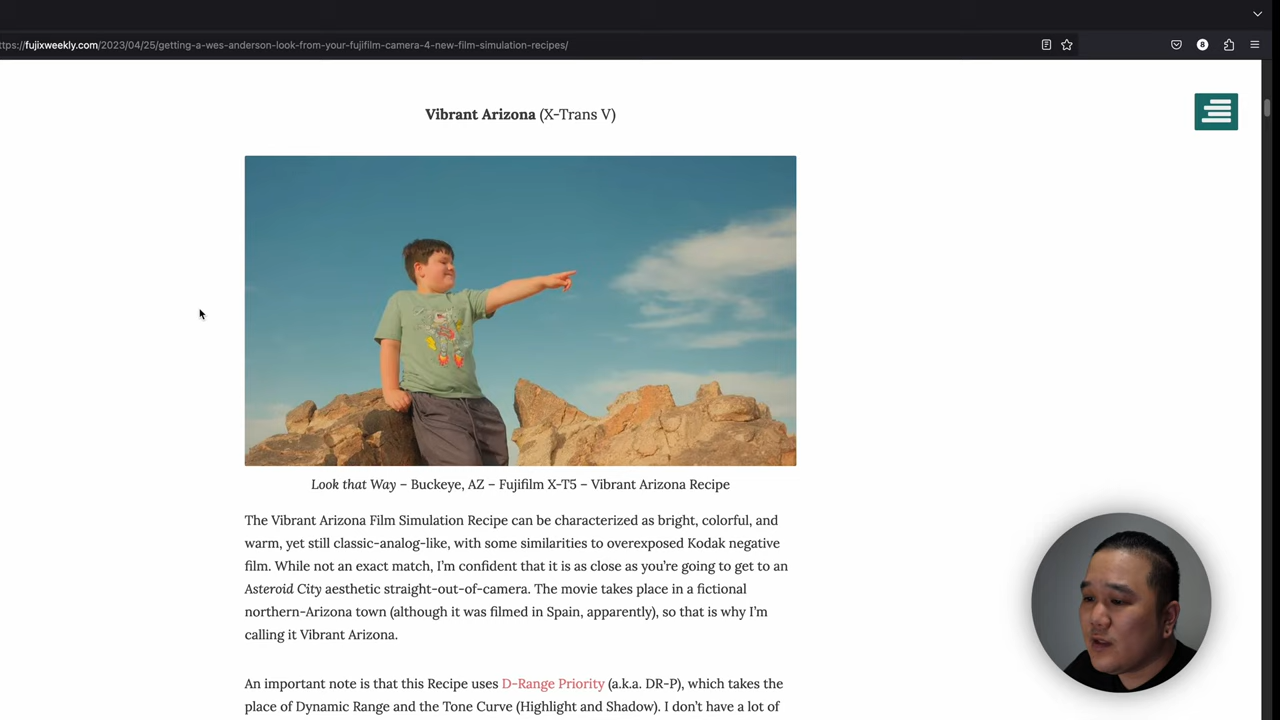 ttps://fujixweekly.com/2023/04/25/getting-a-wes-anderson-look-from-your-fujifilm-camera-4-new-film-simulation-recipes/
8
Vibrant Arizona (X-Trans V)
Look that Way – Buckeye, AZ – Fujifilm X-T5 – Vibrant Arizona Recipe
The Vibrant Arizona Film Simulation Recipe can be characterized as bright, colorful, and
warm, yet still classic-analog-like, with some similarities to overexposed Kodak negative
film. While not an exact match, I’m confident that it is as close as you’re going to get to an
Asteroid City aesthetic straight-out-of-camera. The movie takes place in a fictional
northern-Arizona town (although it was filmed in Spain, apparently), so that is why I’m
calling it Vibrant Arizona.
An important note is that this Recipe uses D-Range Priority (a.k.a. DR-P), which takes the
place of Dynamic Range and the Tone Curve (Highlight and Shadow). I don’t have a lot of